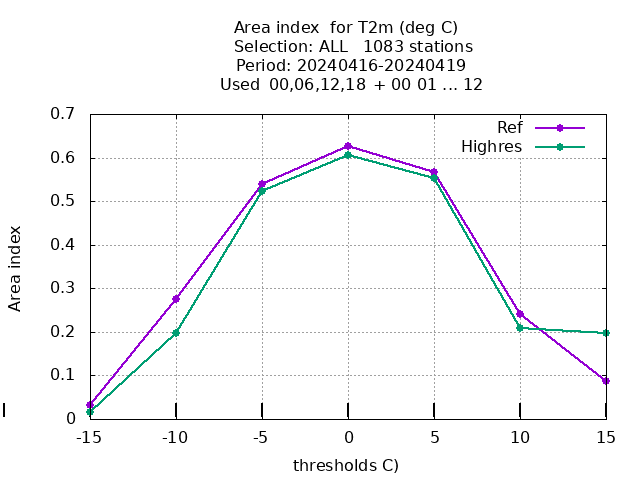 Area index  for T2m (deg C)
Selection: ALL   1083 stations
Period: 20240416-20240419
Used  00,06,12,18  + 00 01 ... 12
0.7
0.6
0.5
0.4
0.3
0.2
0.1
0
Area index
Ref
Highres
-15
-10
-5
0
5
10
15
thresholds C)